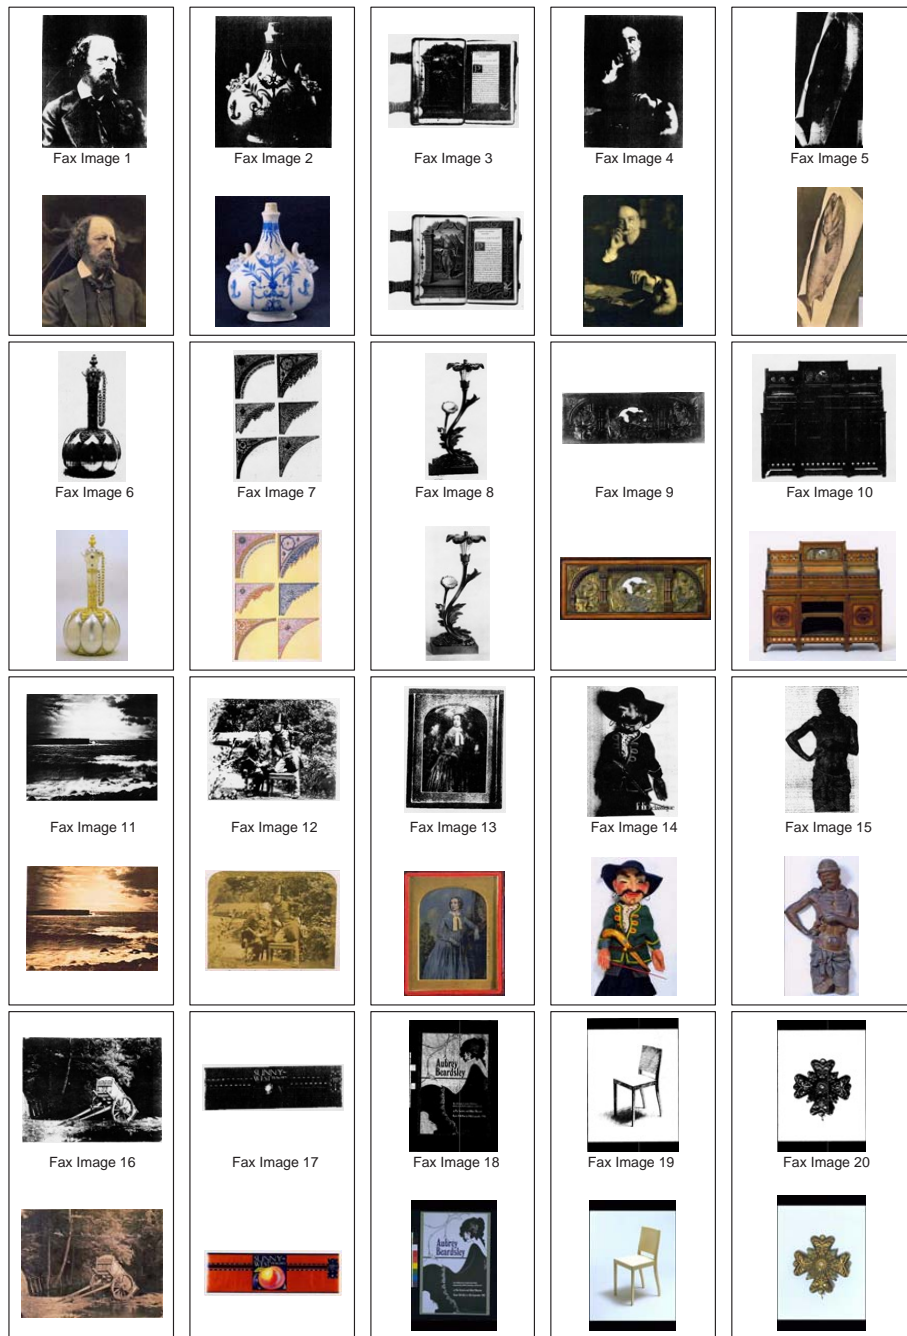 Fax Image 1
Fax Image 2
Fax Image 3
Fax Image 4
Fax Image 5
Fax Image 6
Fax Image 7
Fax Image 8
Fax Image 9
Fax Image 10
Fax Image 11
Fax Image 12
Fax Image 13
Fax Image 14
Fax Image 15
Fax Image 16
SUNNY-
Fax Image 17
Aubrey
Beardsley
Fax Image 18
Fax Image 19
Fax Image 20
SUNNY-
Aubrey
Beardsley